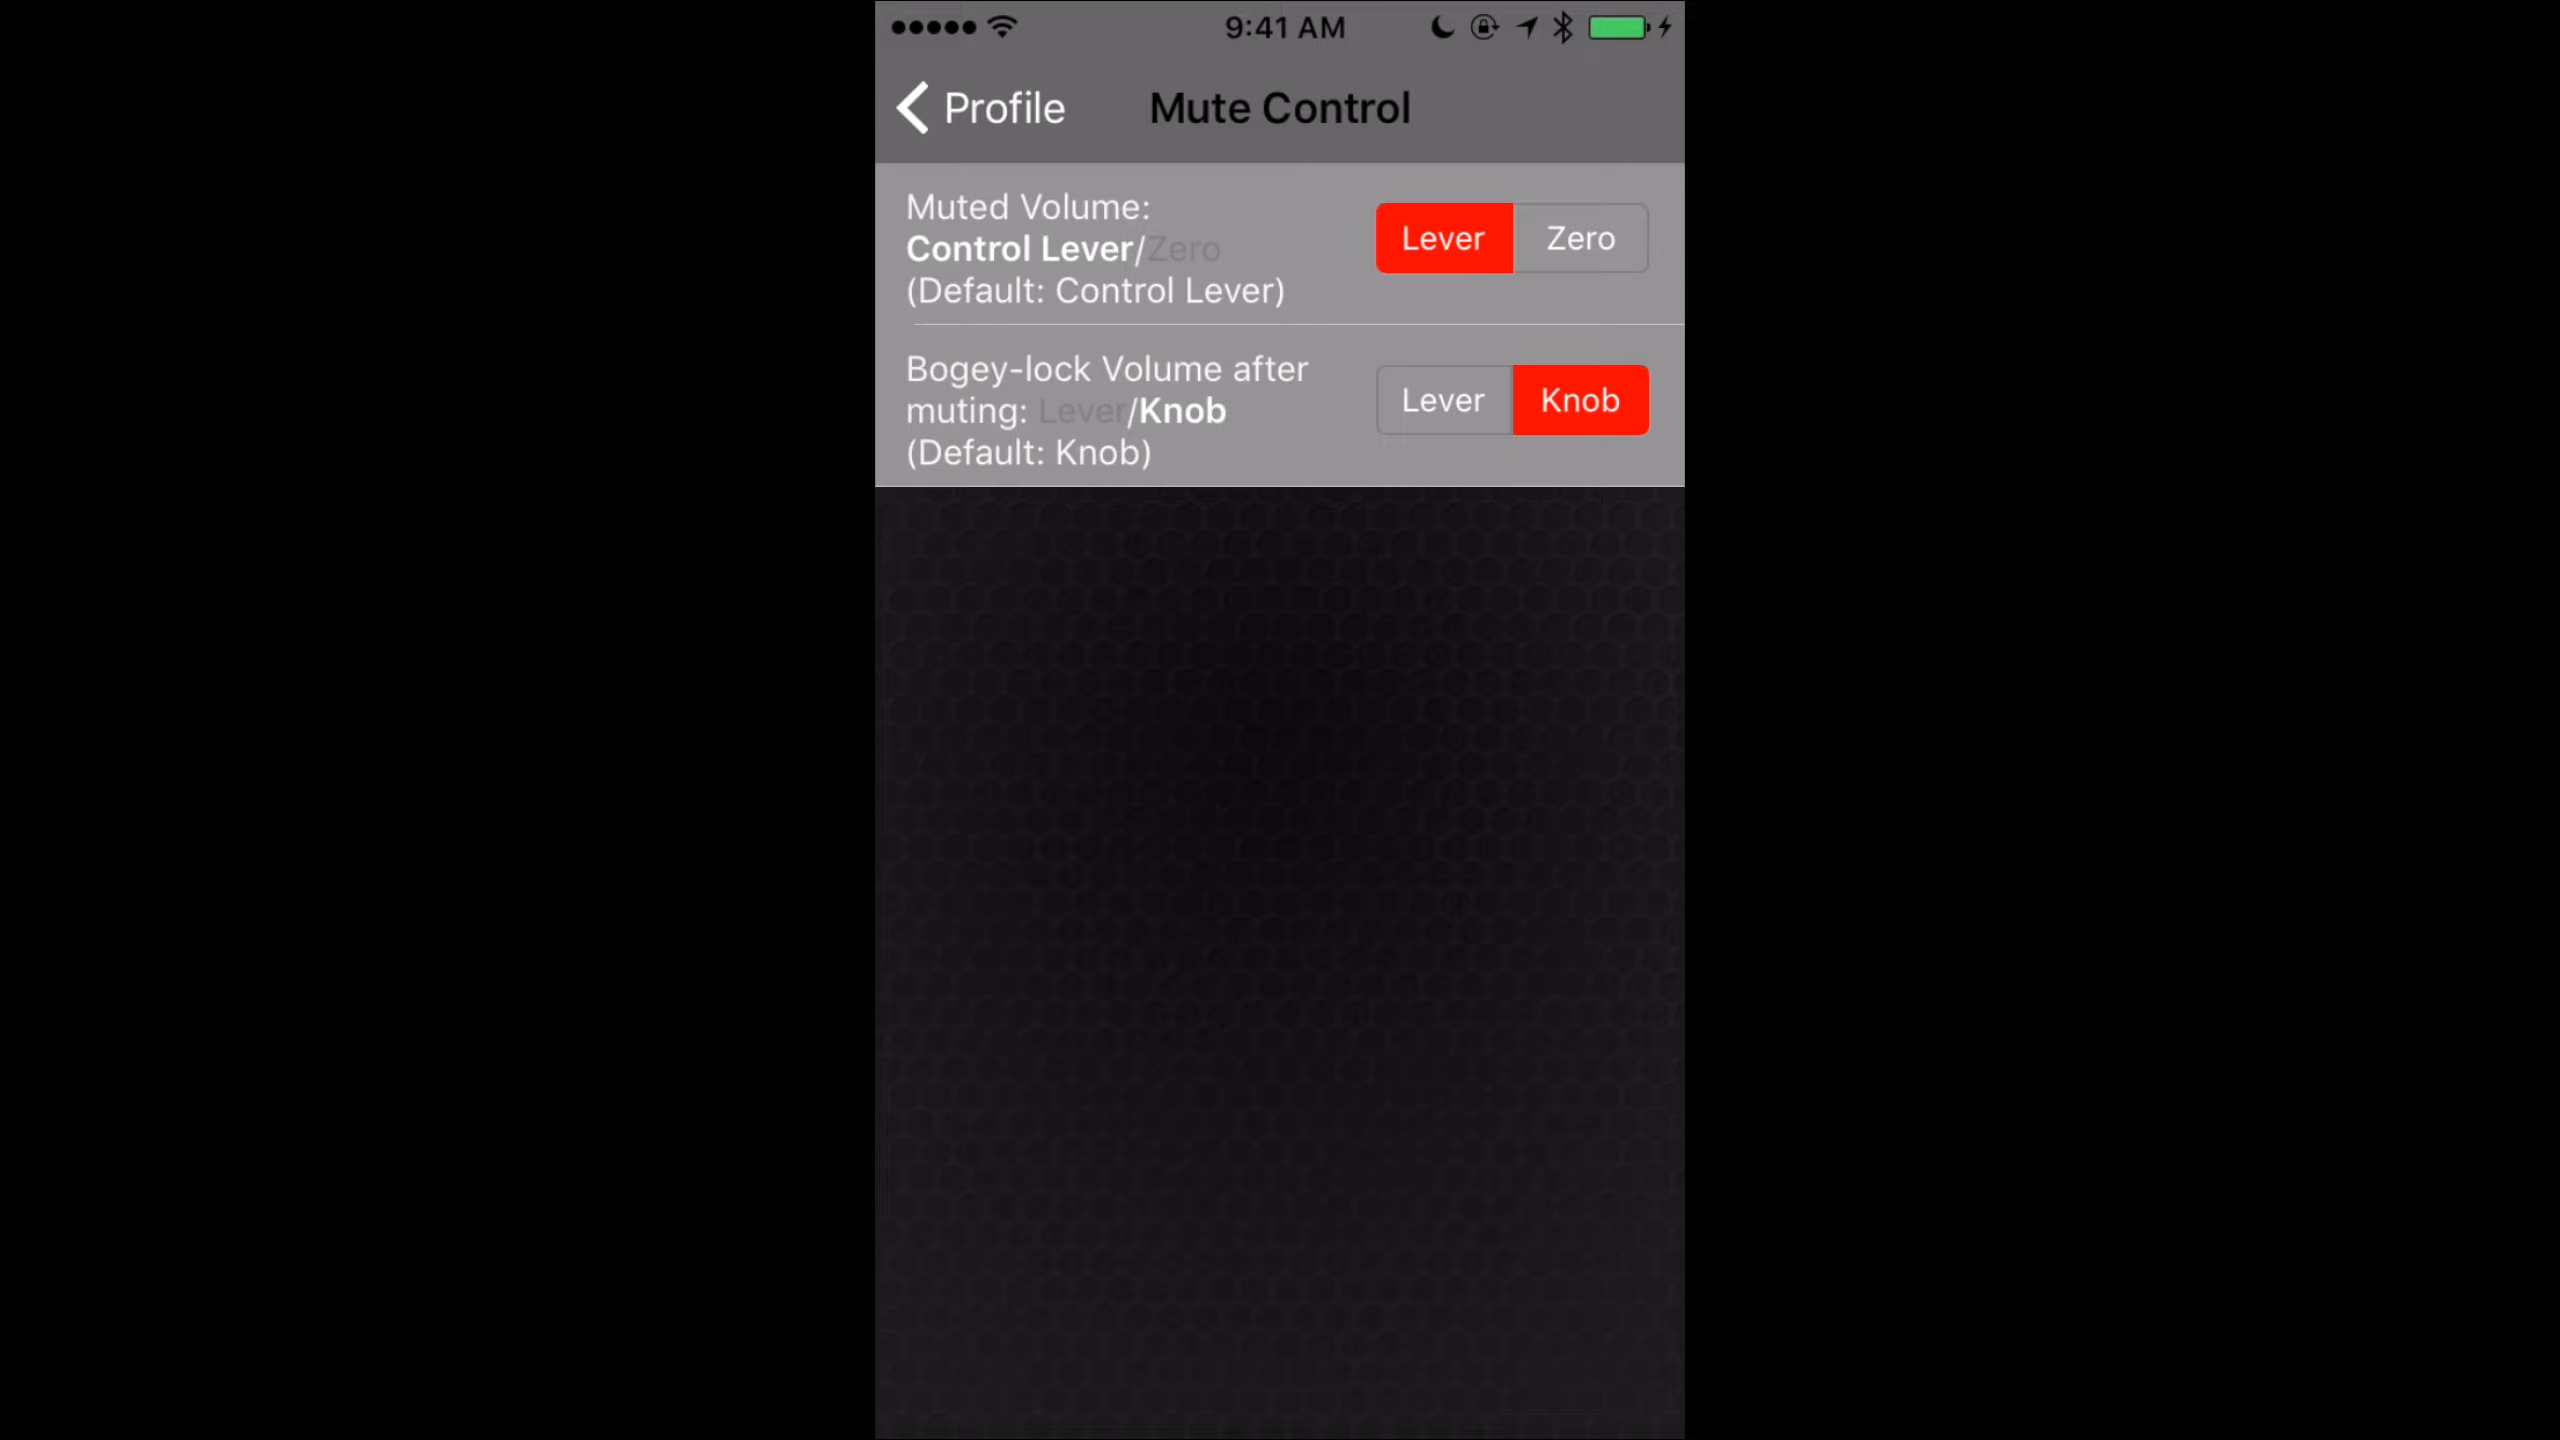 9:41 AM
Profile
Mute Control
Muted Volume:
Control Lever/Zero
(Default: Control Lever)
Lever
Zero
Bogey-lock Volume after
muting: Lever/Knob
(Default: Knob)
Lever
Knob